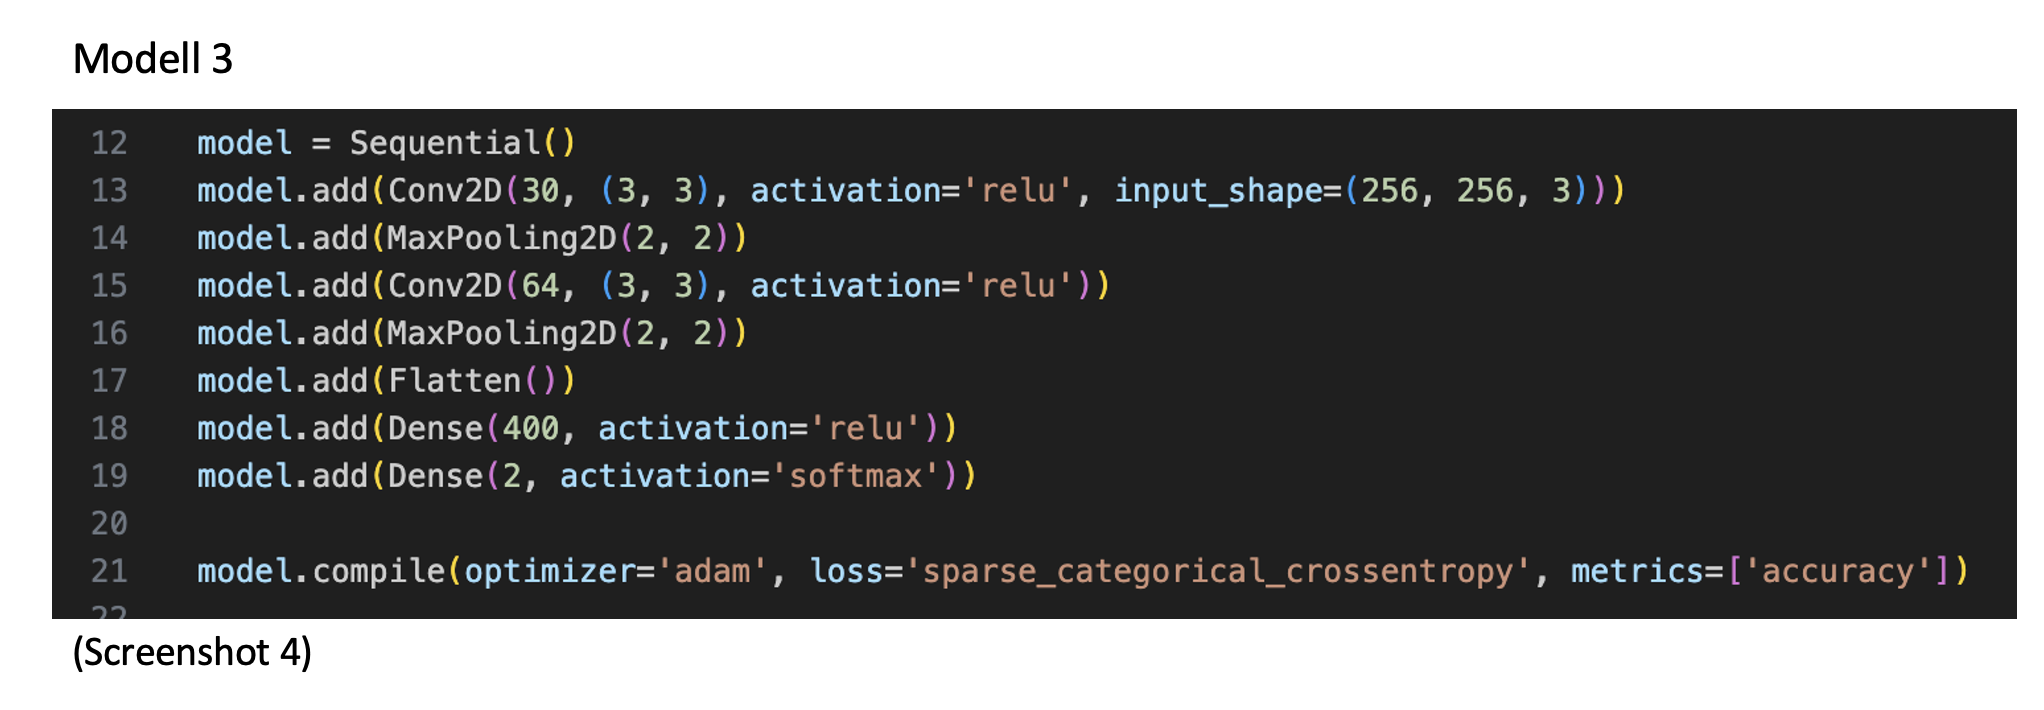 Modell 3
12 model = Sequential()
13 model.add(Conv2D(30, (3, 3), activation='relu', input_shape=(256, 256, 3)))
14 model.add(MaxPooling2D(2, 2))
15 model.add(Conv2D(64, (3, 3), activation='relu'))
16 model.add(MaxPooling2D(2, 2))
17 model.add(Flatten())
18 model.add(Dense(400, activation='relu'))
19 model.add(Dense(2, activation='softmax'))
20
21 model.compile(optimizer='adam', loss='sparse_categorical_crossentropy', metrics=['accuracy'])
22
(Screenshot 4)